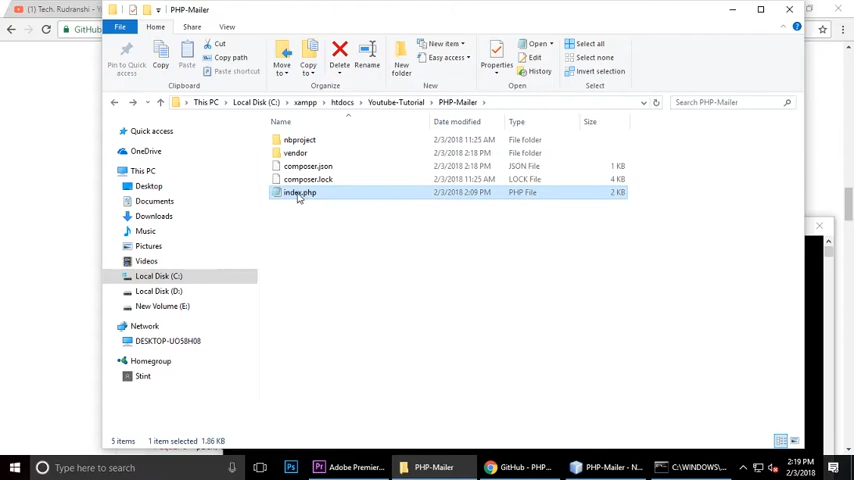 Tech. Rudranshi
GitHub
PHP-Mailer
File
Home
Share
View
Pin to Quick access
Copy
Paste
Cut
Copy path
Paste shortcut
Clipboard
Move to
Copy to
Delete
Rename
Organize
New folder
New item
Easy access
New
Properties
Open
Edit
History
Open
Select all
Select none
Invert selection
Select
This PC > Local Disk (C:) > xampp > htdocs > Youtube-Tutorial > PHP-Mailer >
Search PHP-Mailer
Name Date modified Type Size
nbproject 2/3/2018 11:25 AM File folder
vendor 2/3/2018 2:18 PM File folder
composer.json 2/3/2018 2:18 PM JSON File 1 KB
composer.lock 2/3/2018 11:25 AM LOCK File 4 KB
index.php 2/3/2018 2:09 PM PHP File 2 KB
Quick access
OneDrive
This PC
Desktop
Documents
Downloads
Music
Pictures
Videos
Local Disk (C:)
Local Disk (D:)
New Volume (E:)
Network
DESKTOP-UO58H08
Homegroup
Stint
5 items 1 item selected 1.86 KB
Type here to search
Adobe Premier...
PHP-Mailer
GitHub - PHP...
PHP-Mailer - N...
C:\WINDOWS\...
2:19 PM
2/3/2018